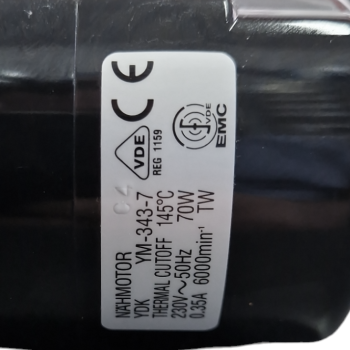 C4
CE
VDE
REG 1159
VDE
EMC
NÄHMOTOR
YDK YM-343-7
THERMAL CUTOFF 145°C
230V~50Hz 70W
0.35A 6000min⁻¹ TW